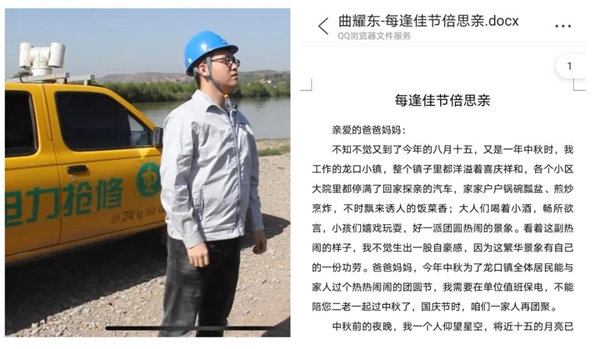 电力抢修
曲耀东-每逢佳节倍思亲.docx
QQ浏览器文件服务
1
每逢佳节倍思亲
亲爱的爸爸妈妈：
不知不觉又到了今年的八月十五，又是一年中秋时，我
工作的龙口小镇，整个镇子里都洋溢着喜庆祥和，各个小区
大院里都停满了回家探亲的汽车，家家户户锅碗瓢盆、煎炒
烹炸，不时飘来诱人的饭菜香；大人们喝着小酒，畅所欲
言，小孩们嬉戏玩耍，好一派团圆热闹的景象。看着这副热
闹的样子，我不觉生出一股自豪感，因为这繁华景象有自己
的一份功劳。爸爸妈妈，今年中秋为了龙口镇全体居民能与
家人过个热热闹闹的团圆节，我需要在单位值班保电，不能
陪您二老一起过中秋了，国庆节时，咱们一家人再团聚。
中秋前的夜晚，我一个人仰望星空，将近十五的月亮已